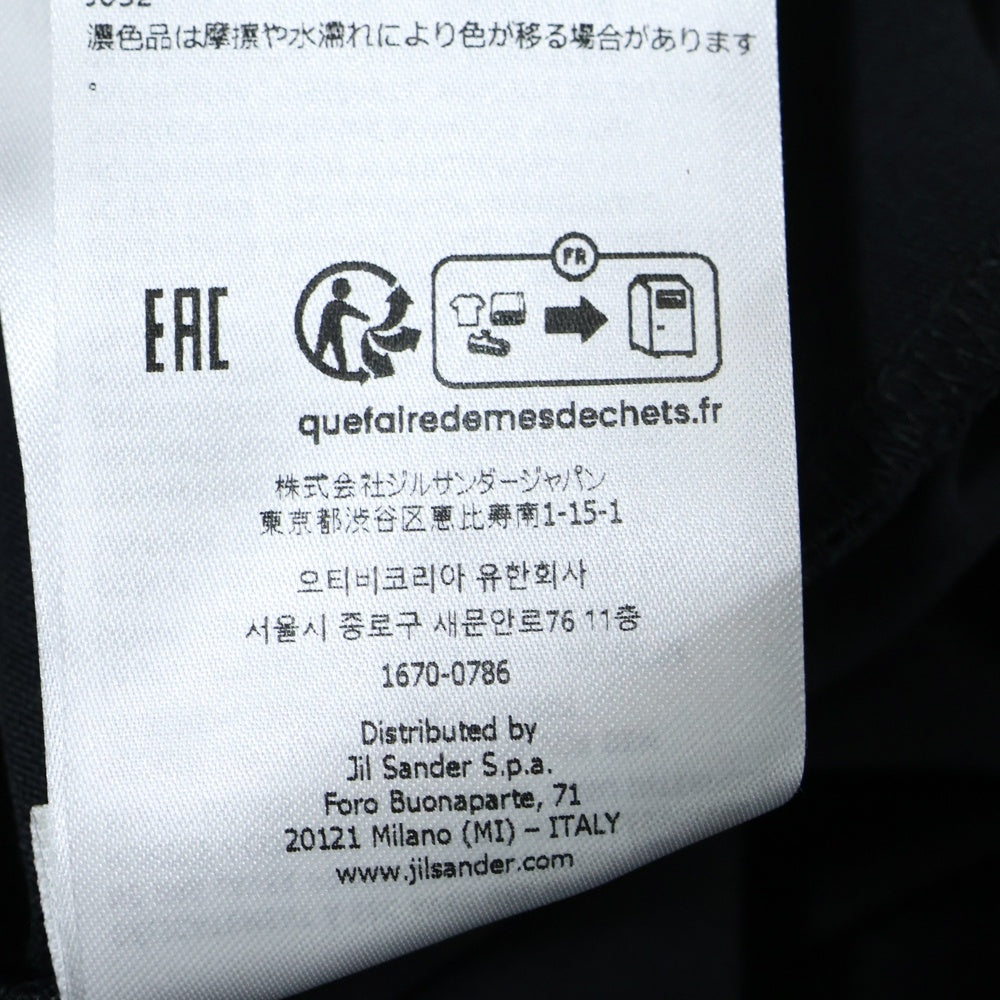 濃色品は摩擦や水濡れにより色が移る場合があります
。
EAC
FR
quefairedemesdechets.fr
株式会社ジルサンダージャパン
東京都渋谷区恵比寿南1-15-1
오티비코리아 유한회사
서울시 종로구 새문안로76 11층
1670-0786
Distributed by
Jil Sander S.p.a.
Foro Buonaparte, 71
20121 Milano (MI) – ITALY
www.jilsander.com